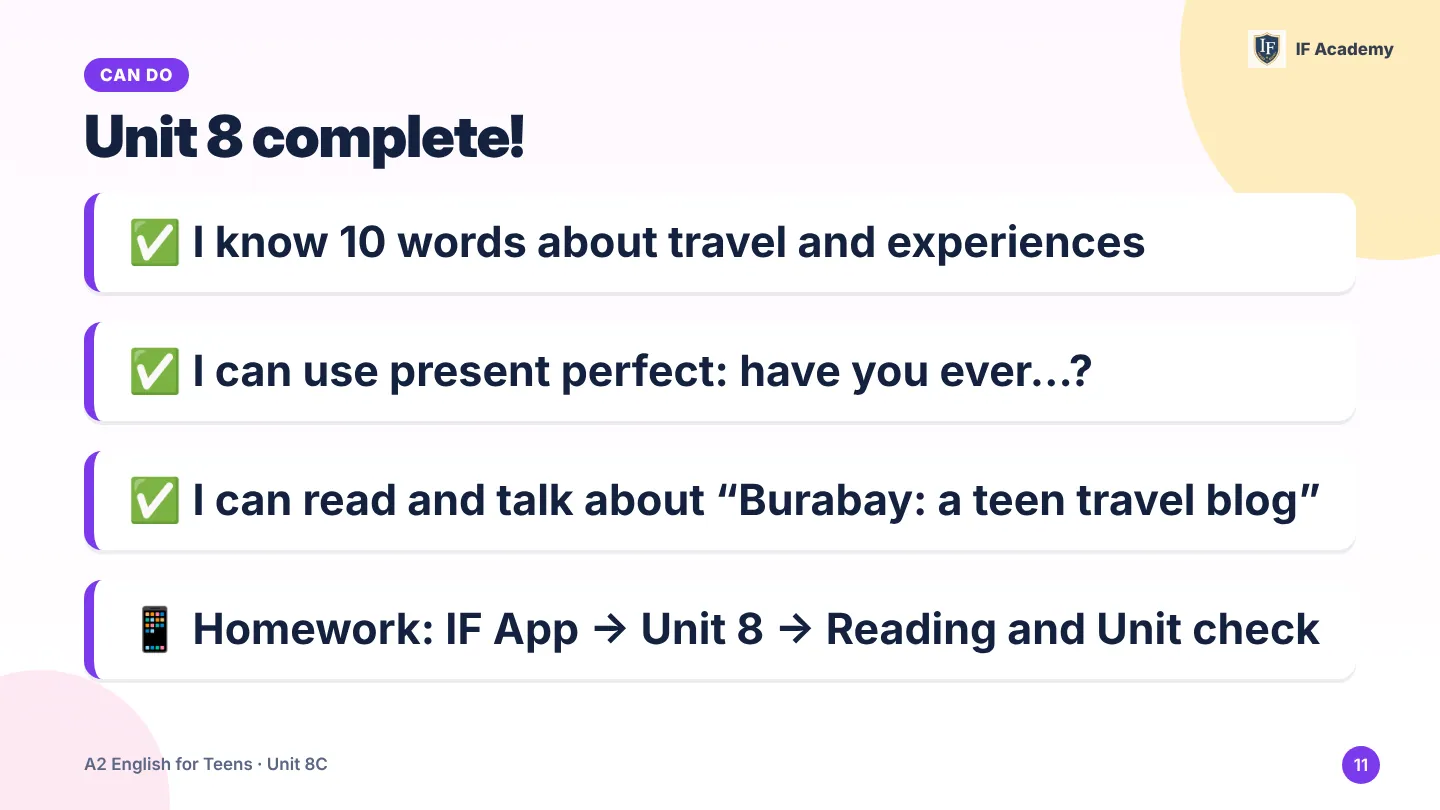 IF IF Academy
CAN DO
Unit 8 complete!
✅ I know 10 words about travel and experiences
✅ I can use present perfect: have you ever…?
✅ I can read and talk about “Burabay: a teen travel blog”
📱 Homework: IF App → Unit 8 → Reading and Unit check
A2 English for Teens · Unit 8C
11